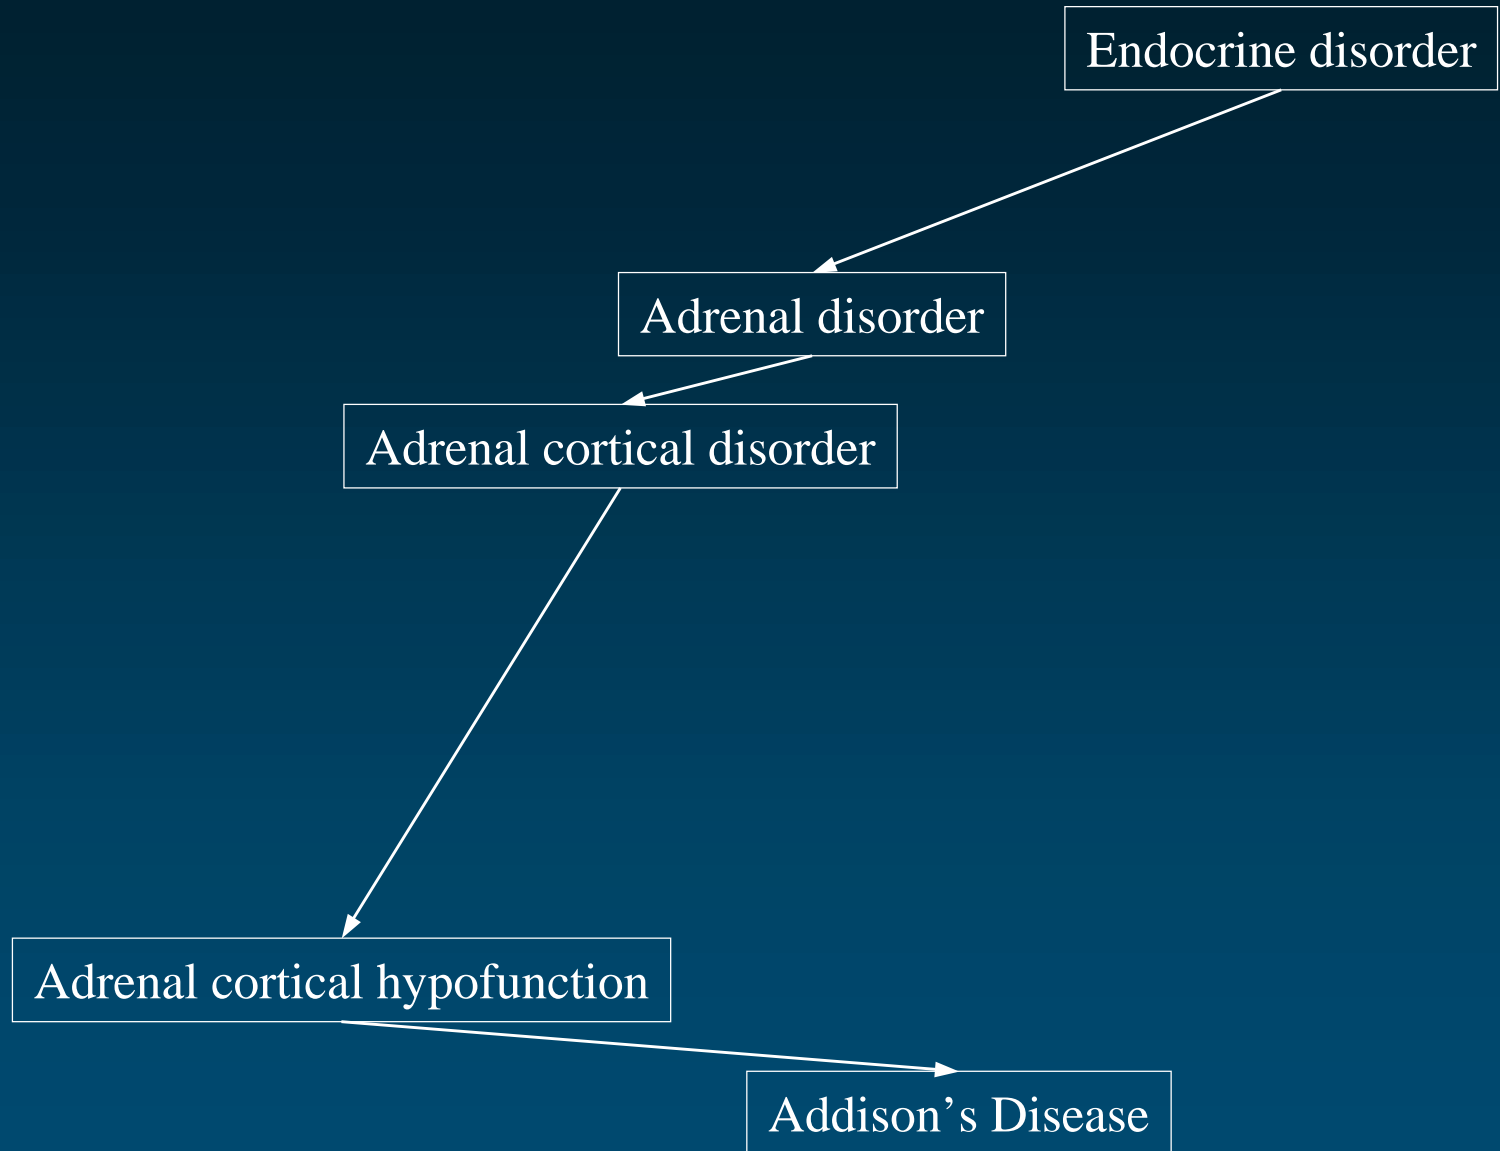 Endocrine disorder
Adrenal disorder
Adrenal cortical disorder
Adrenal cortical hypofunction
Addison’s Disease